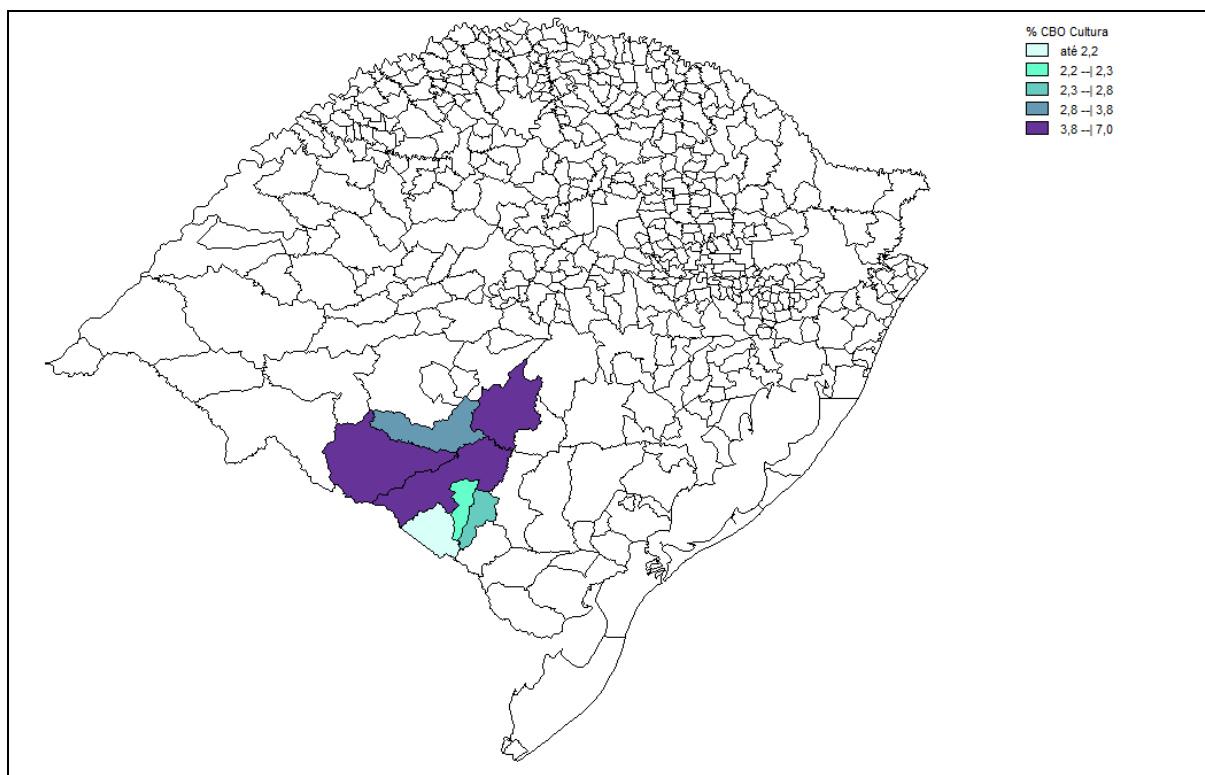 % CBO Cultura
até 2,2
2,2 --| 2,3
2,3 --| 2,8
2,8 --| 3,8
3,8 --| 7,0